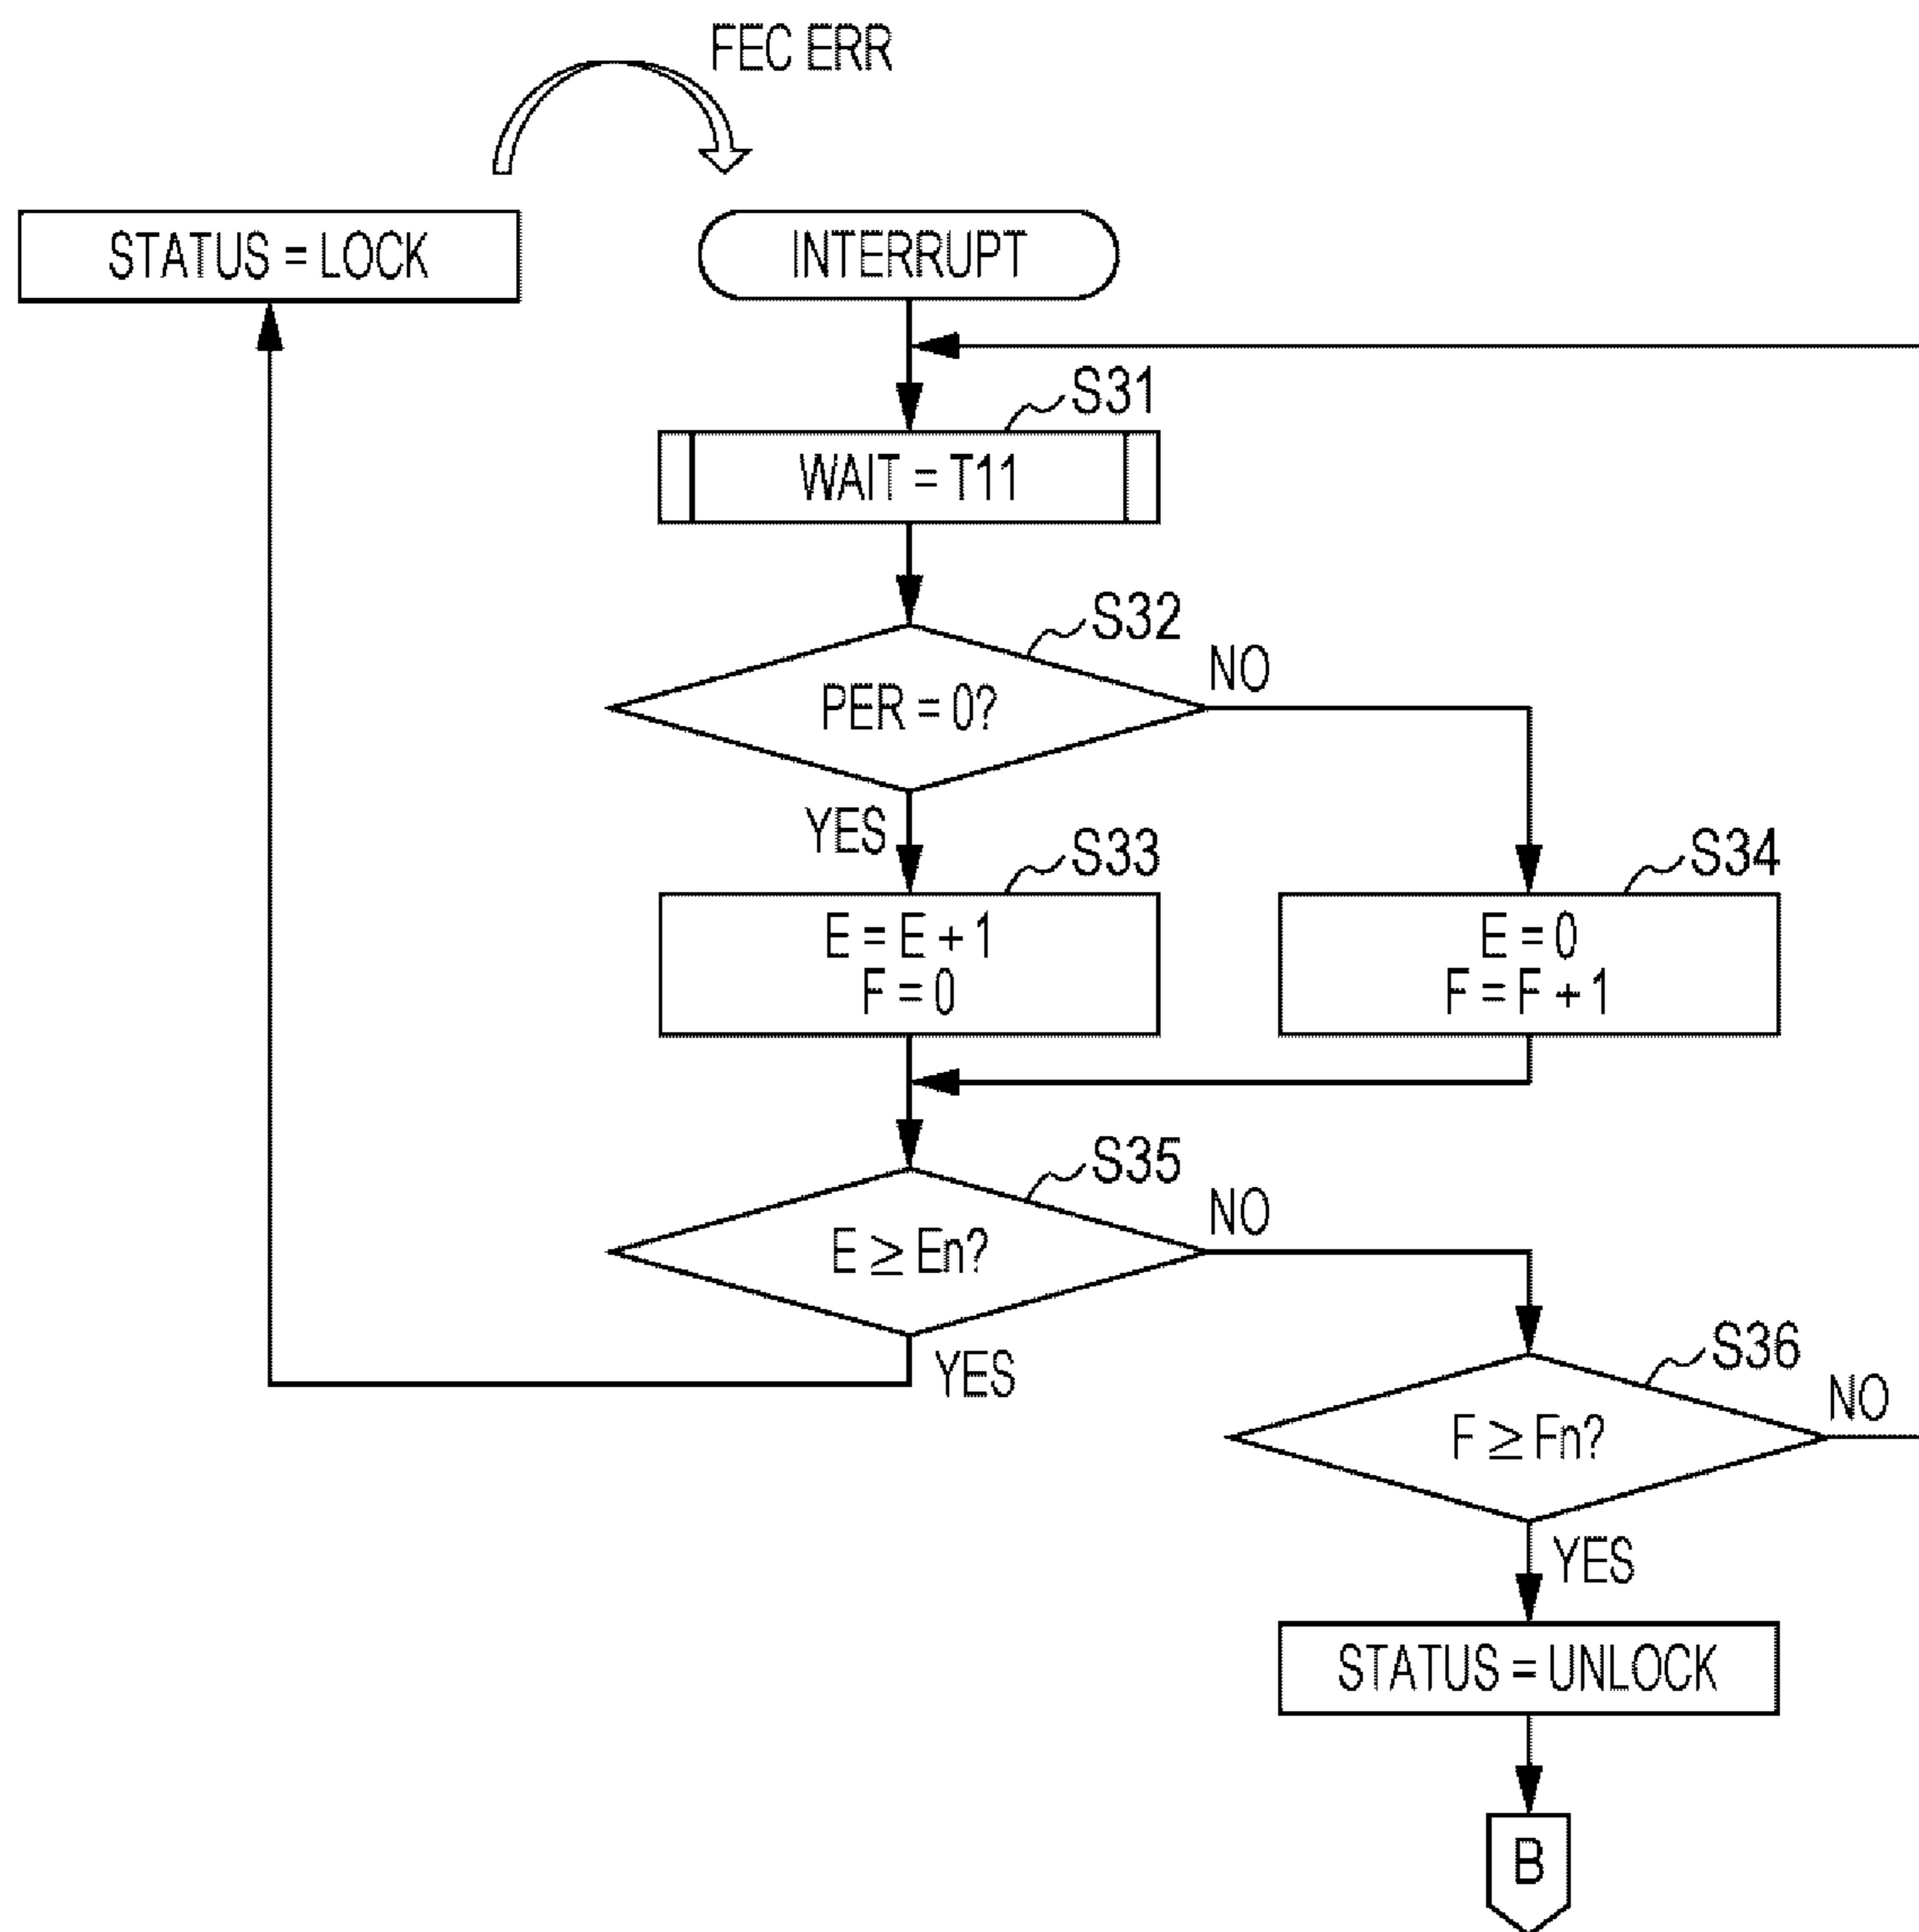 FEC ERR
STATUS = LOCK
INTERRUPT
S31
WAIT = T11
S32
PER = 0?
NO
YES
S33
E = E + 1
F = 0
S34
E = 0
F = F + 1
S35
E ≥ En?
NO
YES
S36
F ≥ Fn?
NO
YES
STATUS = UNLOCK
B